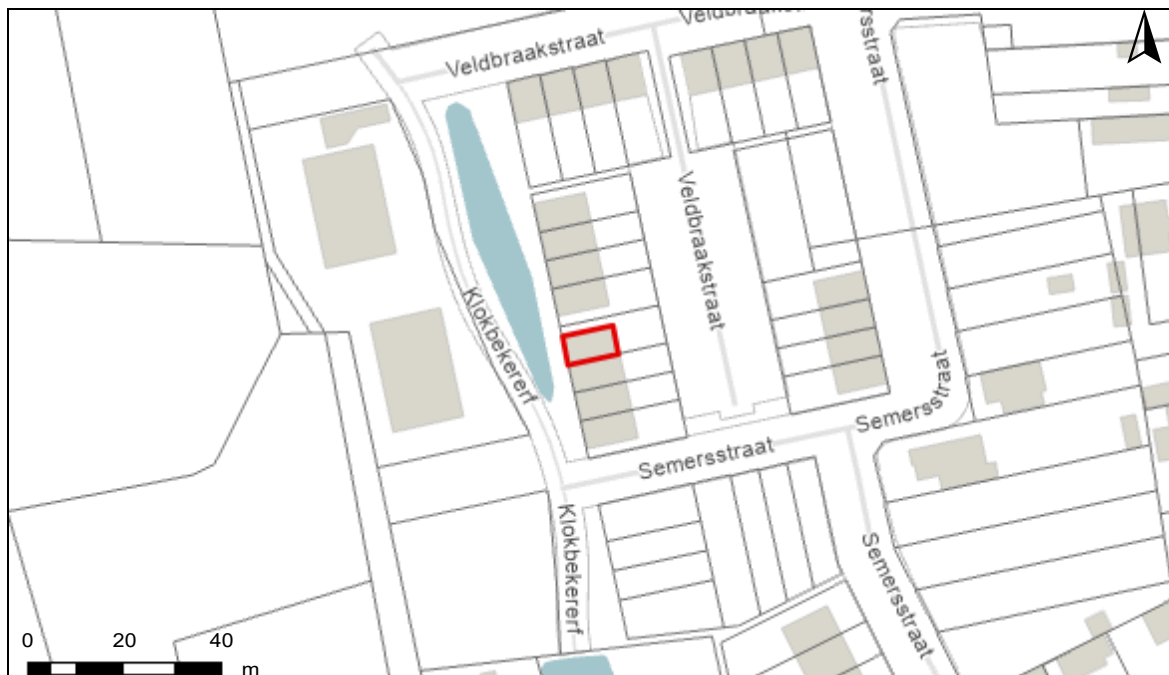 Veldbraakstraat
Veldbraakstraat
Klokbekererf
Semersstraat
Semersstraat
Klokbekererf
Semersstraat
0 20 40
m